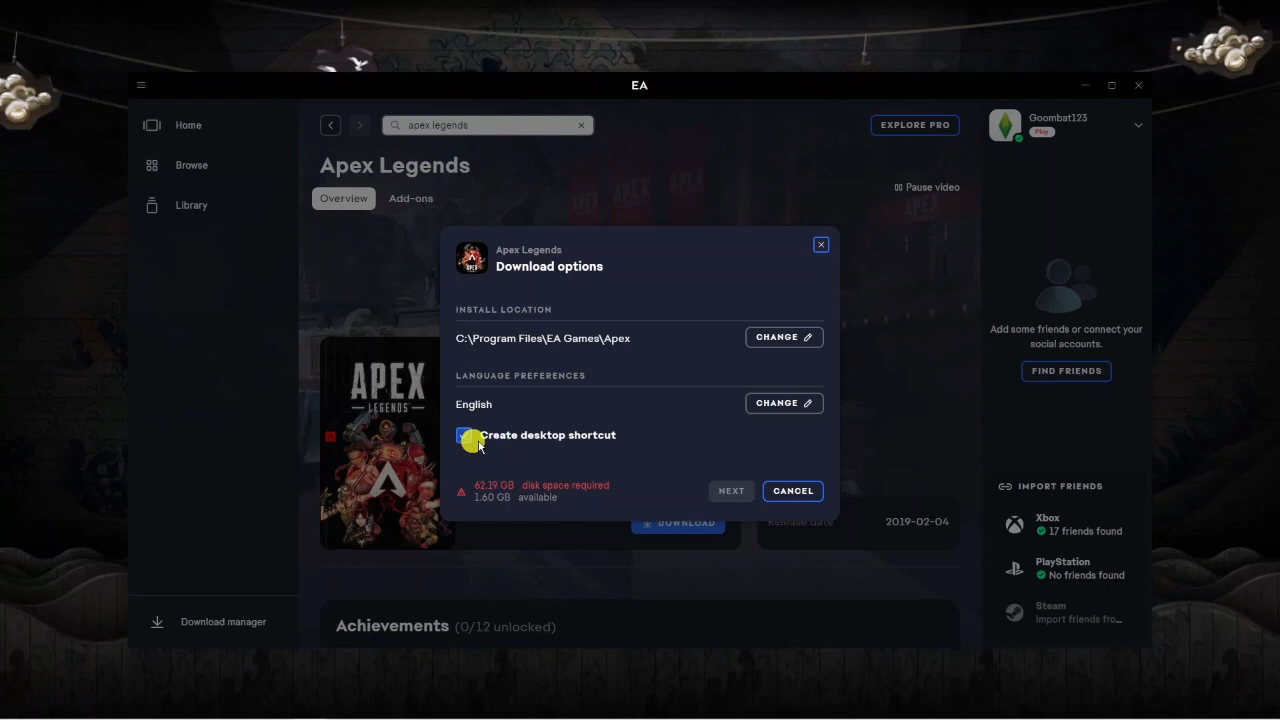 EA
Home
Browse
Library
Download manager
apex legends
EXPLORE PRO
Goombat123
Play
Apex Legends
Overview
Add-ons
Pause video
APEX
LEGENDS
Apex Legends
Download options
INSTALL LOCATION
C:\Program Files\EA Games\Apex
CHANGE
LANGUAGE PREFERENCES
English
CHANGE
Create desktop shortcut
62.19 GB disk space required
1.60 GB available
NEXT
CANCEL
DOWNLOAD
Release date
2019-02-04
Achievements (0/12 unlocked)
Add some friends or connect your
social accounts.
FIND FRIENDS
IMPORT FRIENDS
Xbox
17 friends found
PlayStation
No friends found
Steam
Import friends fro...